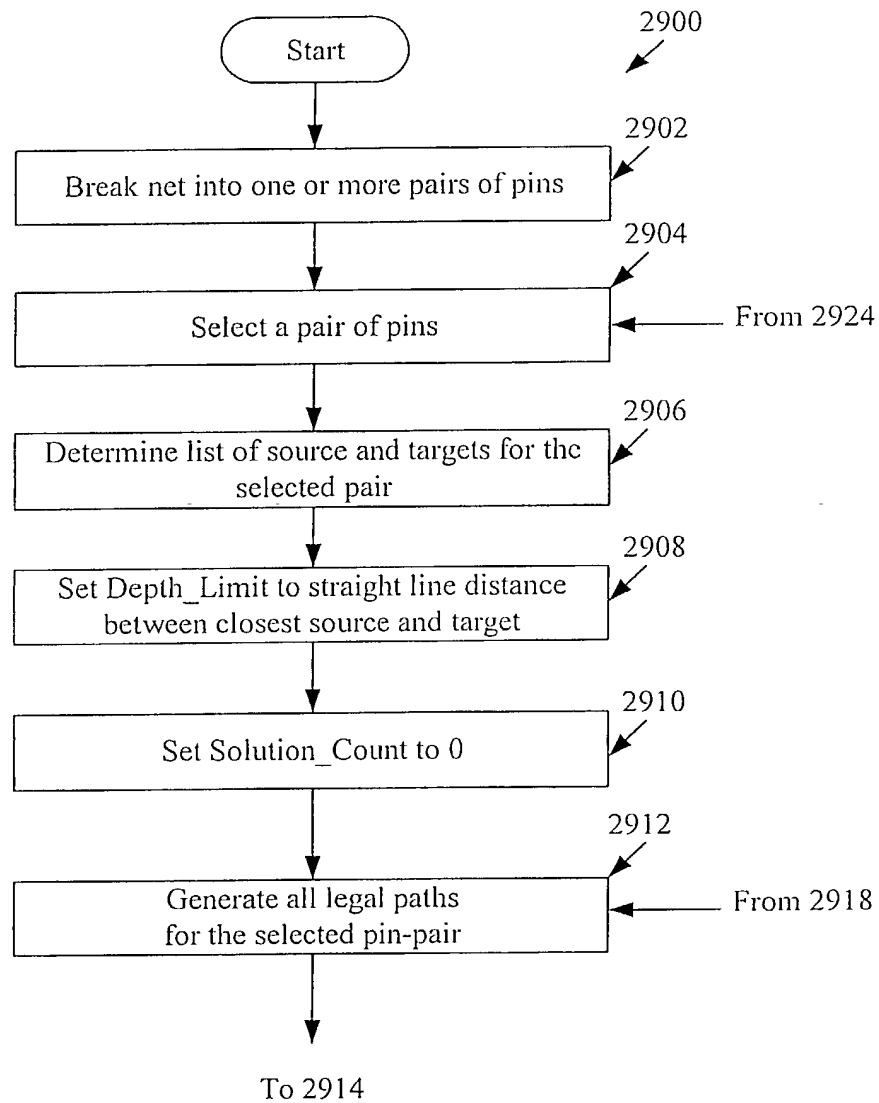 Start
2900
2902
Break net into one or more pairs of pins
2904
Select a pair of pins
From 2924
2906
Determine list of source and targets for the
selected pair
2908
Set Depth_Limit to straight line distance
between closest source and target
2910
Set Solution_Count to 0
2912
Generate all legal paths
for the selected pin-pair
From 2918
To 2914